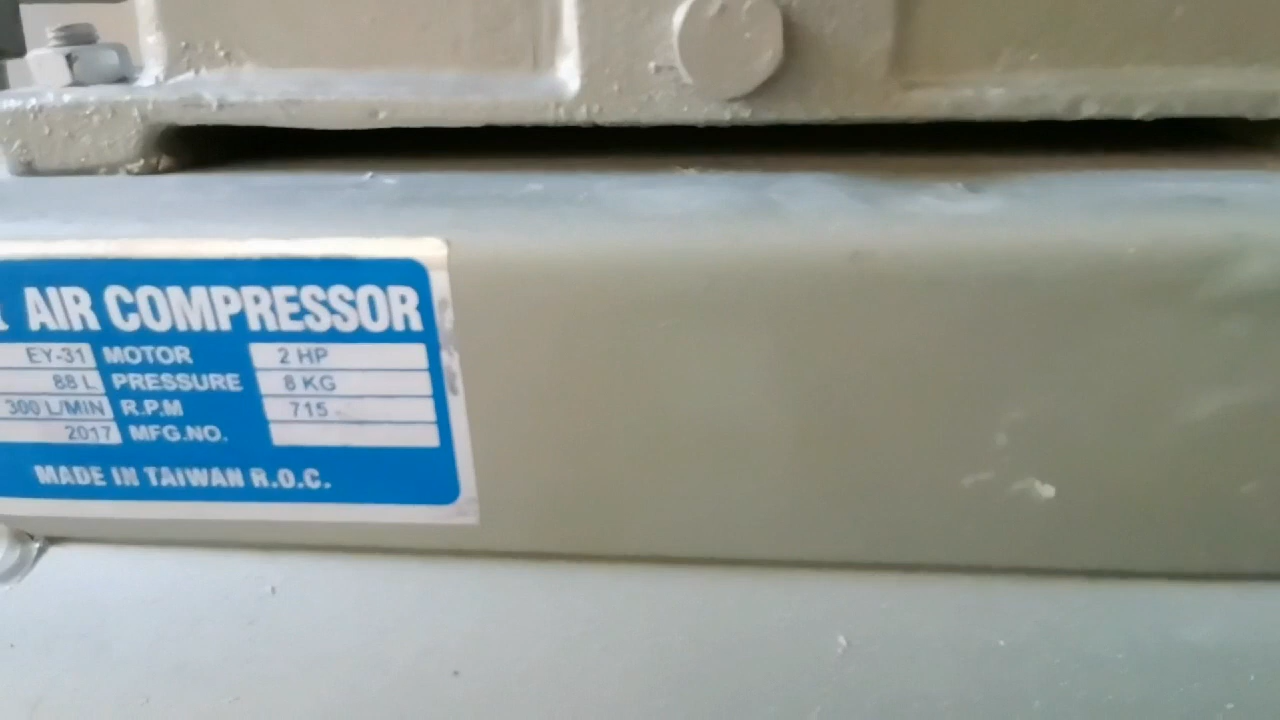 AIR COMPRESSOR
EY-31 MOTOR 2 HP
88 L PRESSURE 8 KG
300 L/MIN R.P.M 715
2017 MFG.NO.
MADE IN TAIWAN R.O.C.